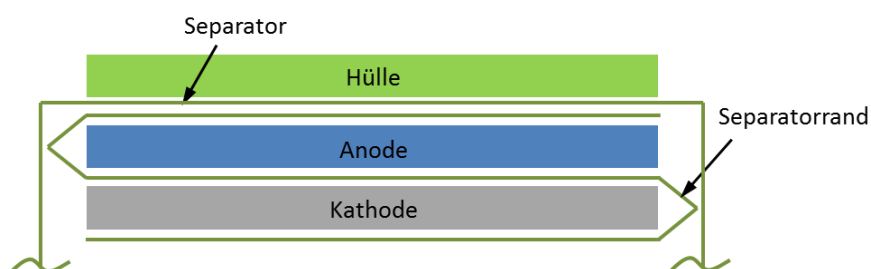 Separator
Hülle
Separatorrand
Anode
Kathode